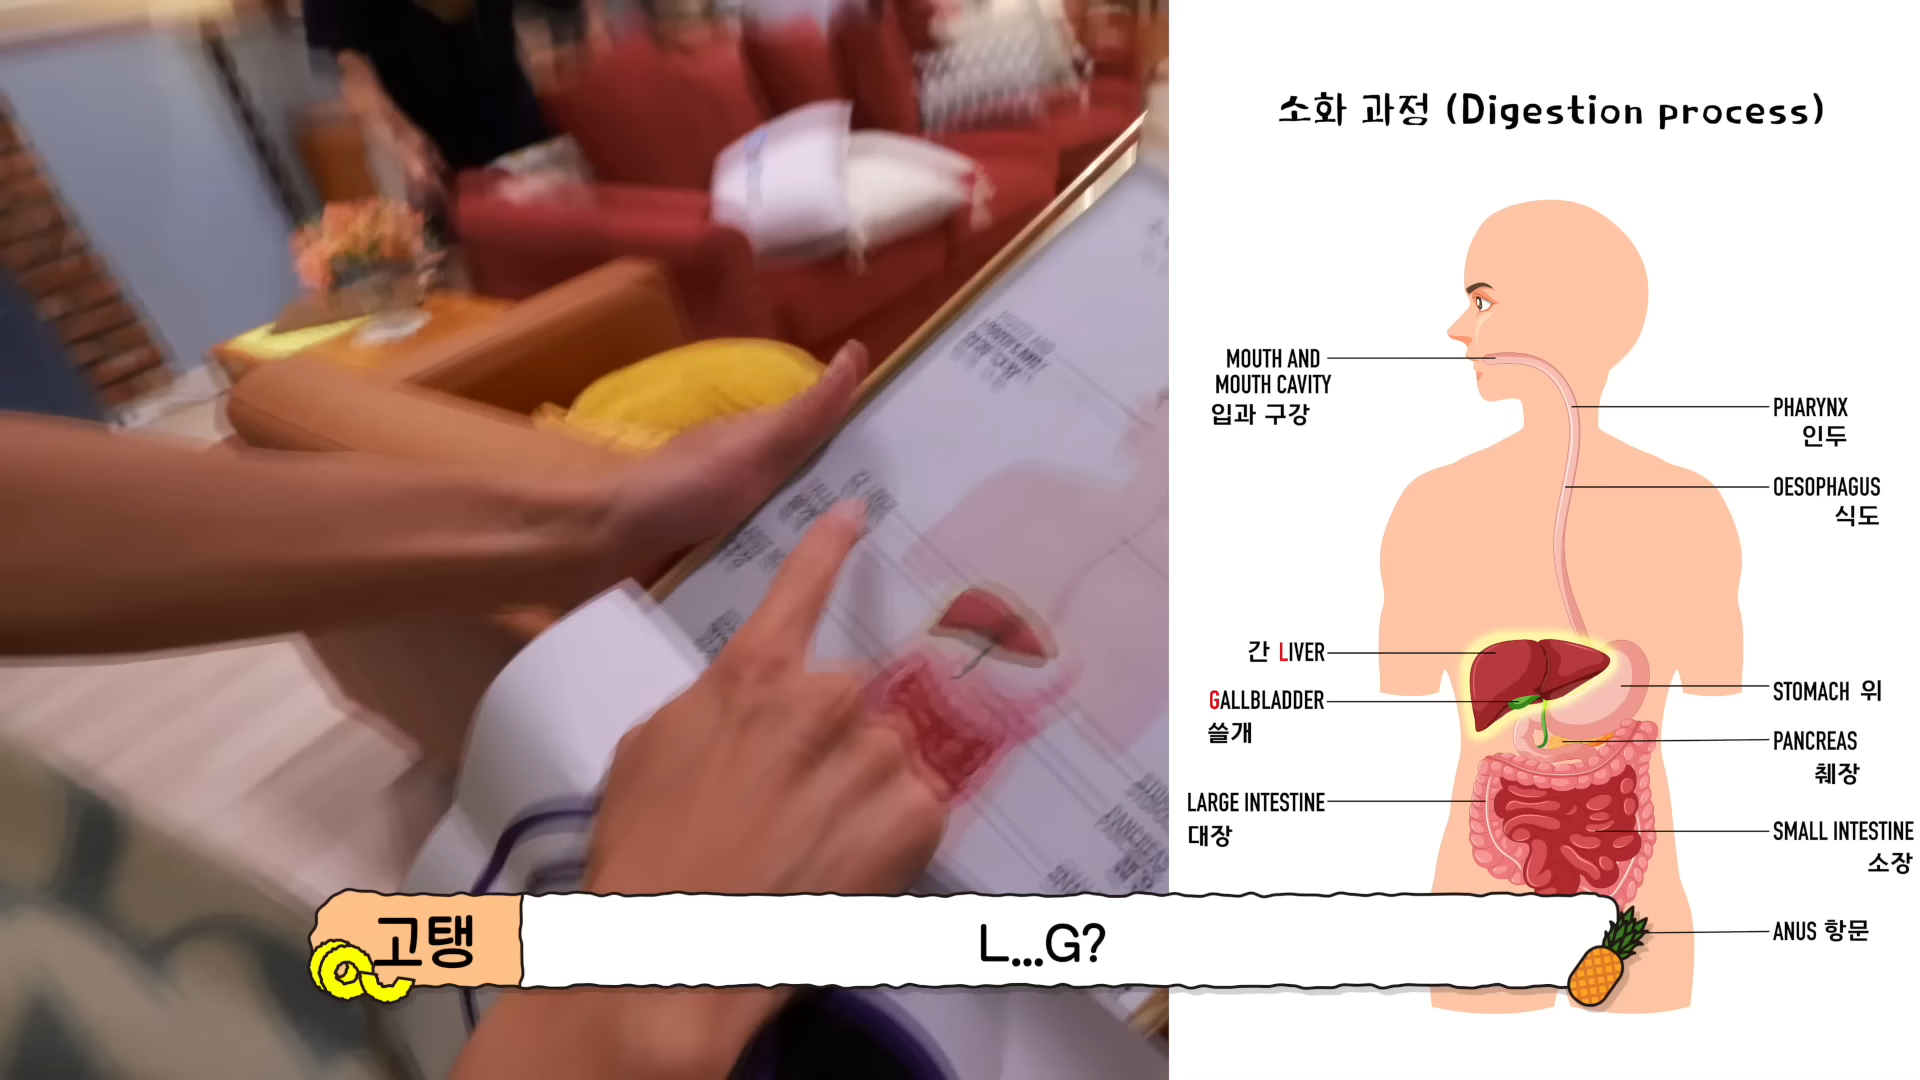 소화 과정 (Digestion process)
MOUTH AND
MOUTH CAVITY
입과 구강
PHARYNX
인두
OESOPHAGUS
식도
간 LIVER
GALLBLADDER
쓸개
STOMACH 위
PANCREAS
췌장
LARGE INTESTINE
대장
SMALL INTESTINE
소장
ANUS 항문
고탱
L...G?